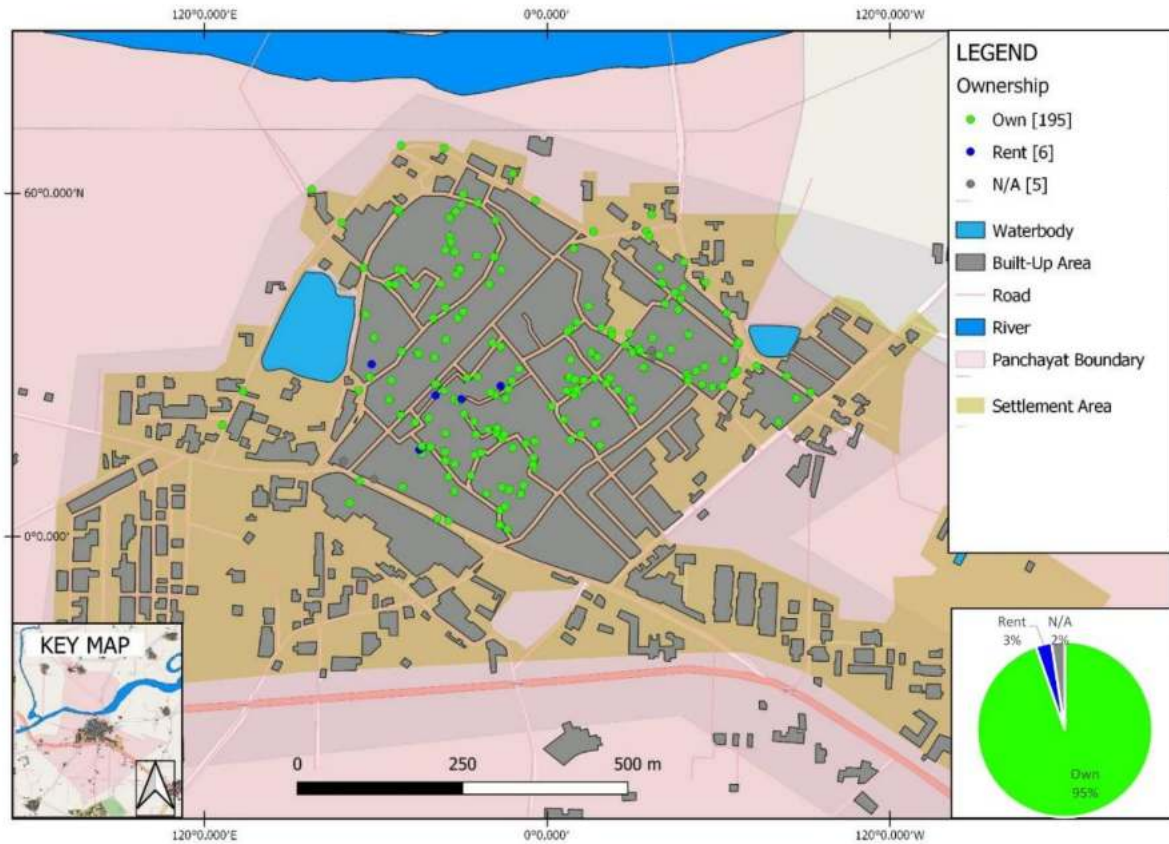 120°0.000'E
0°0.000'
120°0.000'W
60°0.000'N
0°0.000'
LEGEND
Ownership
Own [195]
Rent [6]
N/A [5]
Waterbody
Built-Up Area
Road
River
Panchayat Boundary
Settlement Area
KEY MAP
0
250
500 m
Rent
3%
N/A
2%
Own
95%
120°0.000'E
0°0.000'
120°0.000'W